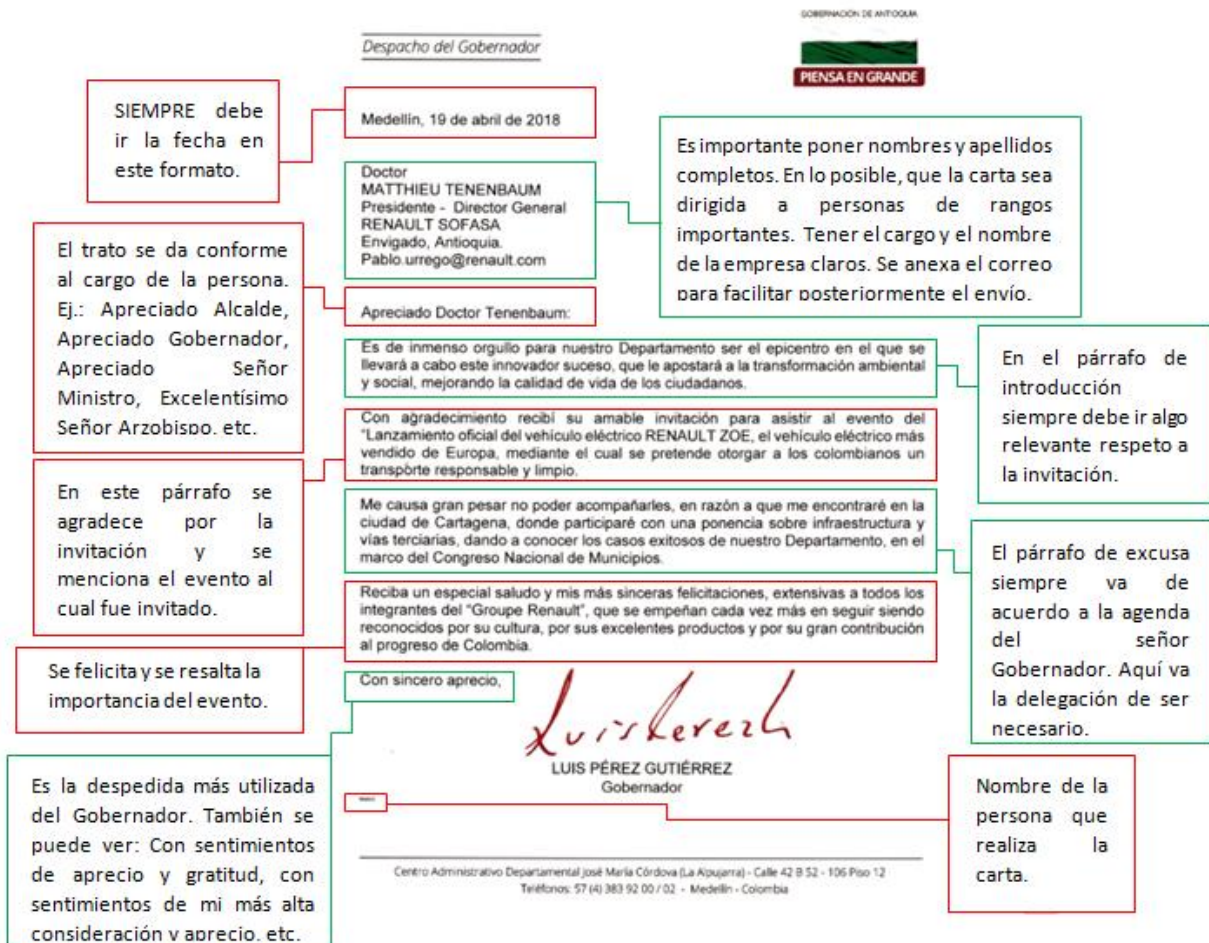 GOBERNACIÓN DE ANTIOQUIA
Despacho del Gobernador
PIENSA EN GRANDE
SIEMPRE debe
ir la fecha en
este formato.
Medellín, 19 de abril de 2018
Doctor
MATTHIEU TENENBAUM
Presidente - Director General
RENAULT SOFASA
Envigado, Antioquia.
Pablo.urrego@renault.com
Es importante poner nombres y apellidos
completos. En lo posible, que la carta sea
dirigida a personas de rangos
importantes. Tener el cargo y el nombre
de la empresa claros. Se anexa el correo
para facilitar posteriormente el envío.
El trato se da conforme
al cargo de la persona.
Ej.: Apreciado Alcalde,
Apreciado Gobernador,
Apreciado Señor
Ministro, Excelentísimo
Señor Arzobispo. etc.
Apreciado Doctor Tenenbaum:
Es de inmenso orgullo para nuestro Departamento ser el epicentro en el que se
llevará a cabo este innovador suceso, que le apostará a la transformación ambiental
y social, mejorando la calidad de vida de los ciudadanos.
En el párrafo de
introducción
siempre debe ir algo
relevante respeto a
la invitación.
Con agradecimiento recibí su amable invitación para asistir al evento del
"Lanzamiento oficial del vehículo eléctrico RENAULT ZOE, el vehículo eléctrico más
vendido de Europa, mediante el cual se pretende otorgar a los colombianos un
transporte responsable y limpio.
En este párrafo se
agradece por la
invitación y se
menciona el evento al
cual fue invitado.
Me causa gran pesar no poder acompañarles, en razón a que me encontraré en la
ciudad de Cartagena, donde participaré con una ponencia sobre infraestructura y
vías terciarias, dando a conocer los casos exitosos de nuestro Departamento, en el
marco del Congreso Nacional de Municipios.
El párrafo de excusa
siempre va de
acuerdo a la agenda
del señor
Gobernador. Aquí va
la delegación de ser
necesario.
Reciba un especial saludo y mis más sinceras felicitaciones, extensivas a todos los
integrantes del "Groupe Renault", que se empeñan cada vez más en seguir siendo
reconocidos por su cultura, por sus excelentes productos y por su gran contribución
al progreso de Colombia.
Se felicita y se resalta la
importancia del evento.
Con sincero aprecio,
LUIS PÉREZ GUTIÉRREZ
Gobernador
Es la despedida más utilizada
del Gobernador. También se
puede ver: Con sentimientos
de aprecio y gratitud, con
sentimientos de mi más alta
consideración y aprecio. etc.
Nombre de la
persona que
realiza la
carta.
Centro Administrativo Departamental José María Córdova (La Alpujarra) - Calle 42 B 52 - 106 Piso 12
Teléfonos: 57 (4) 383 92 00 / 02 - Medellín - Colombia